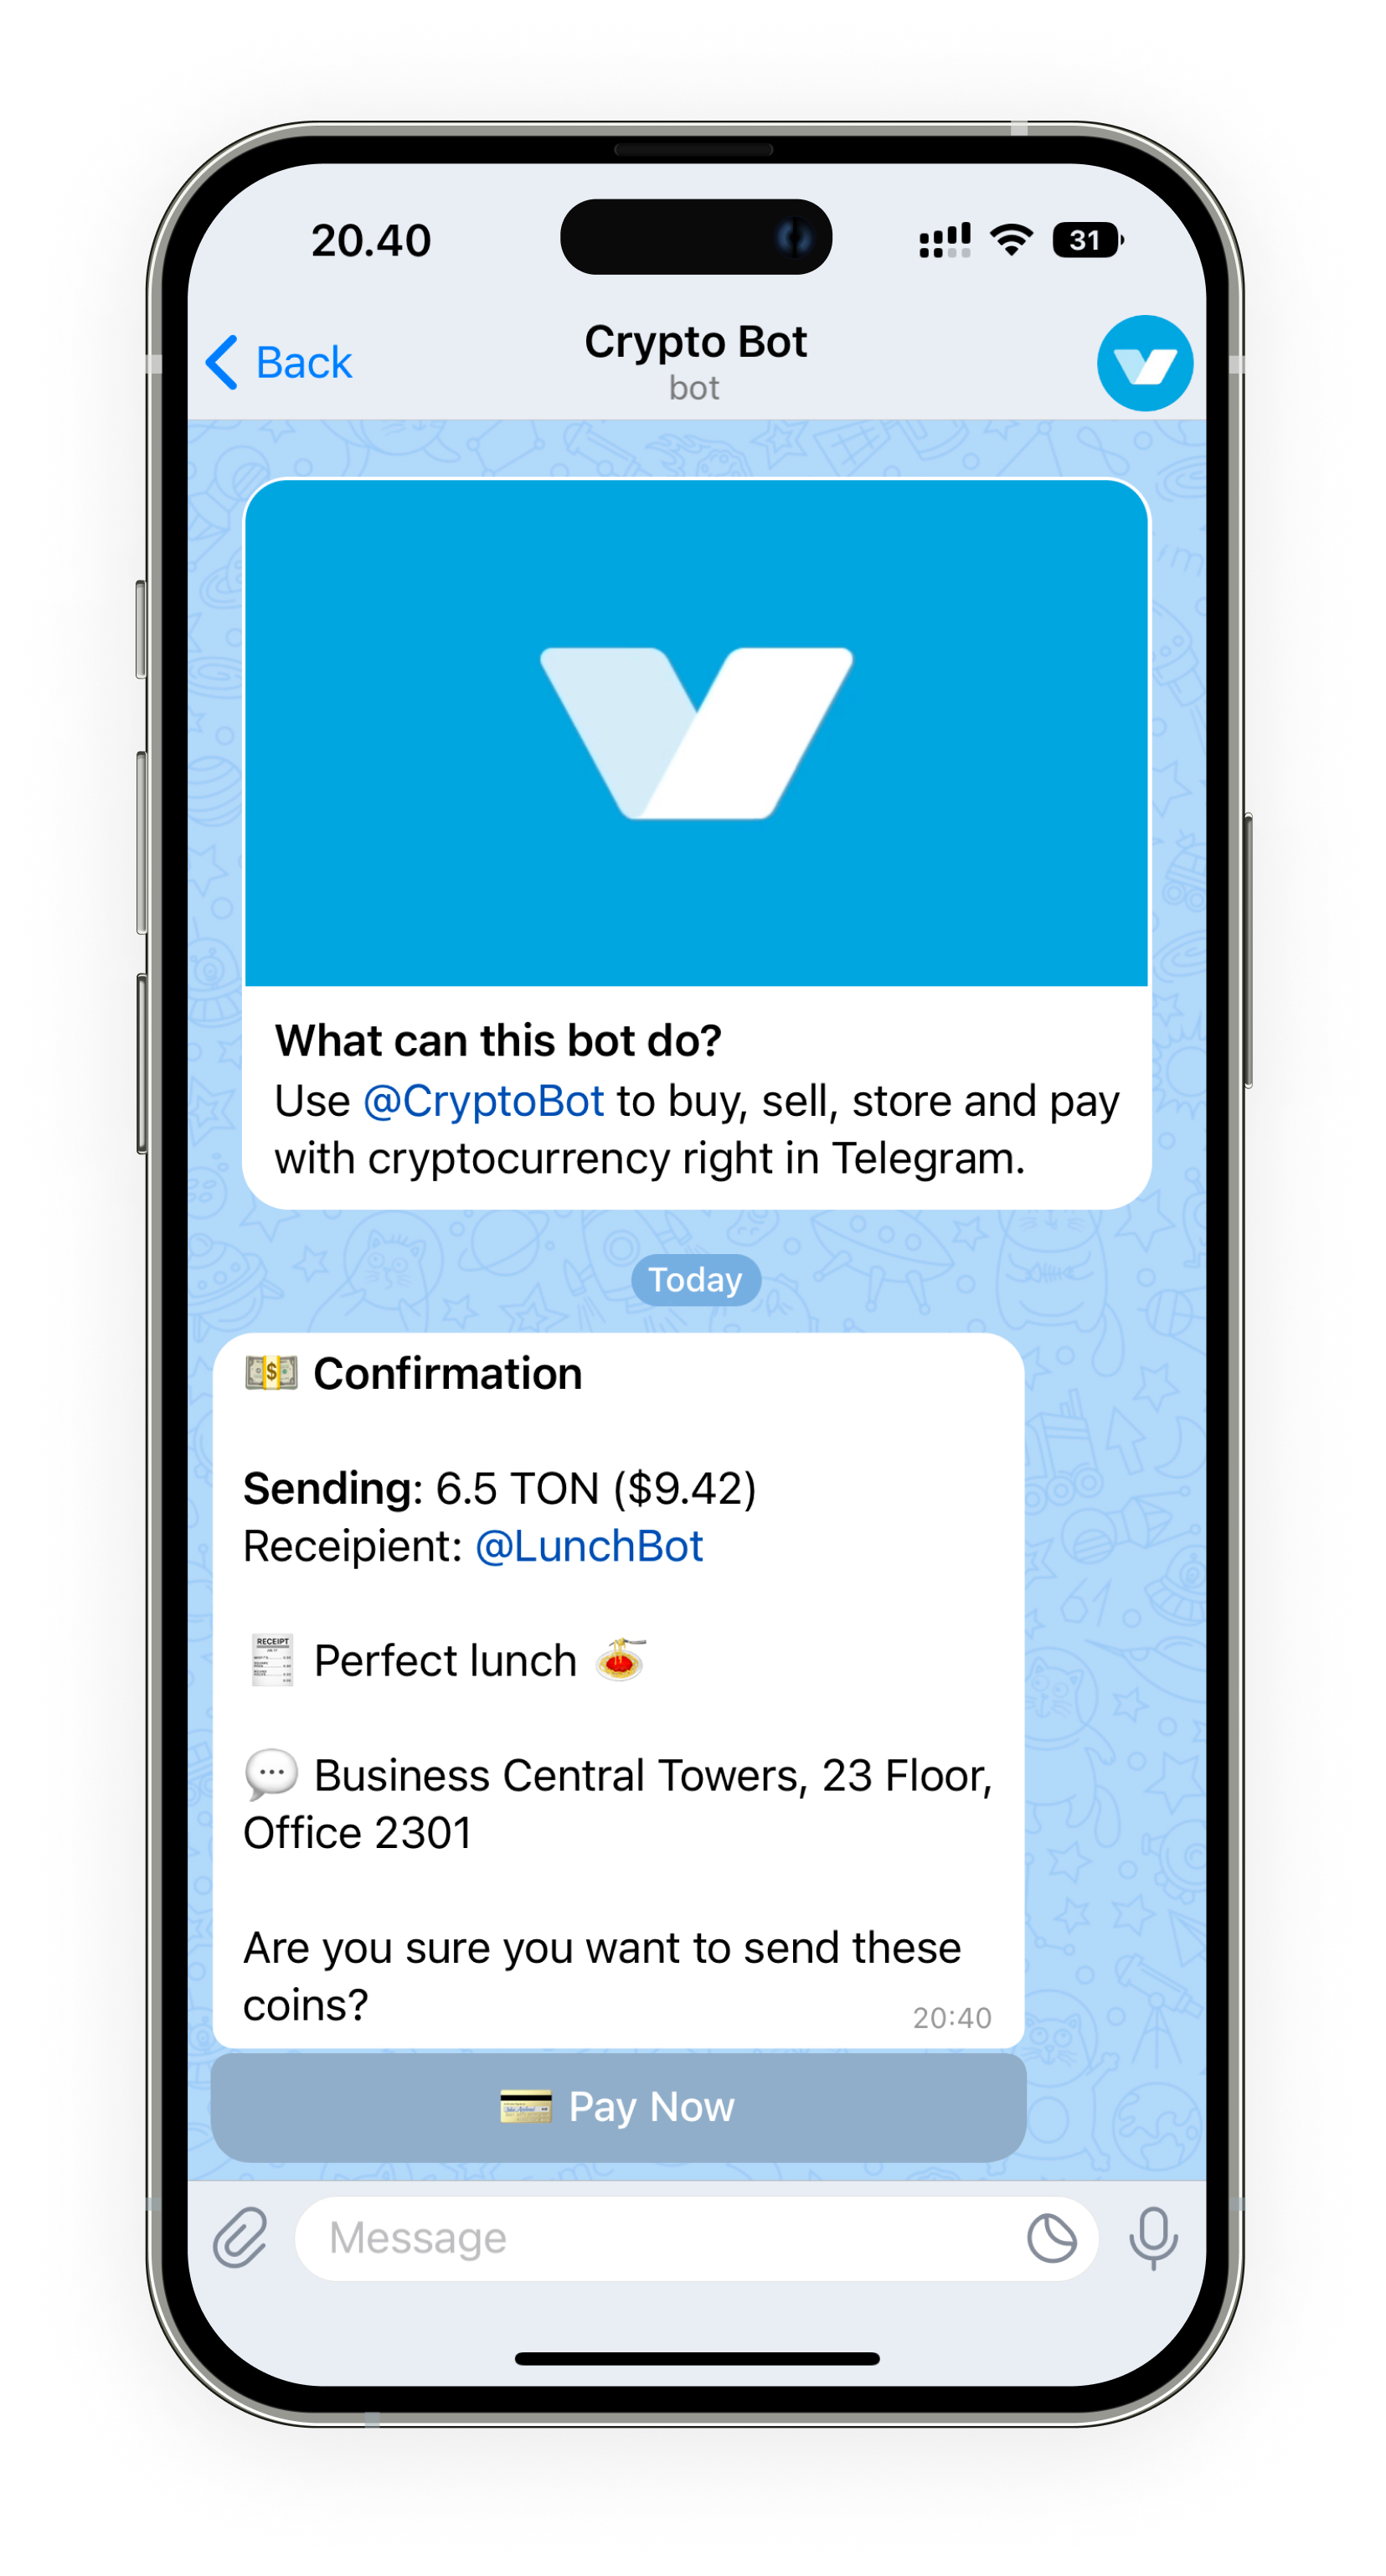 20.40
31
Back
Crypto Bot
bot
What can this bot do?
Use @CryptoBot to buy, sell, store and pay
with cryptocurrency right in Telegram.
Today
Confirmation
Sending: 6.5 TON ($9.42)
Receipient: @LunchBot
RECEIPT
Perfect lunch
Business Central Towers, 23 Floor,
Office 2301
Are you sure you want to send these
coins?
20:40
Pay Now
Message